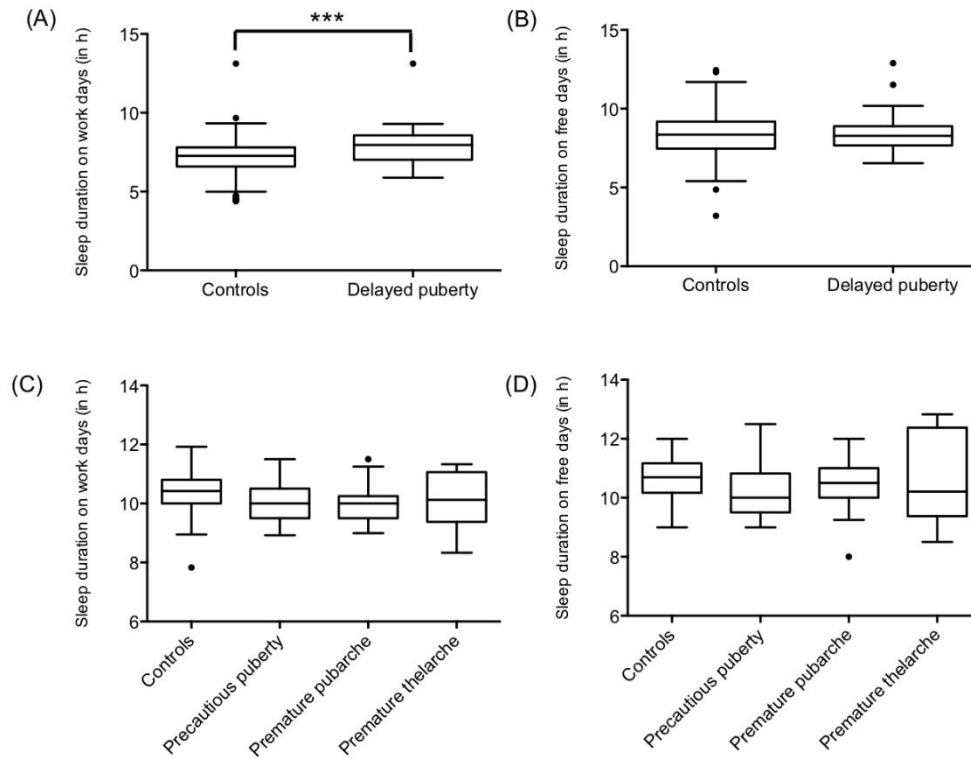 (A)
***
Sleep duration on work days (in h)
15
10
5
0
Controls
Delayed puberty
(B)
Sleep duration on free days (in h)
15
10
5
0
Controls
Delayed puberty
(C)
Sleep duration on work days (in h)
14
12
10
8
6
Controls
Precautious puberty
Premature pubarche
Premature thelarche
(D)
Sleep duration on free days (in h)
14
12
10
8
6
Controls
Precautious puberty
Premature pubarche
Premature thelarche